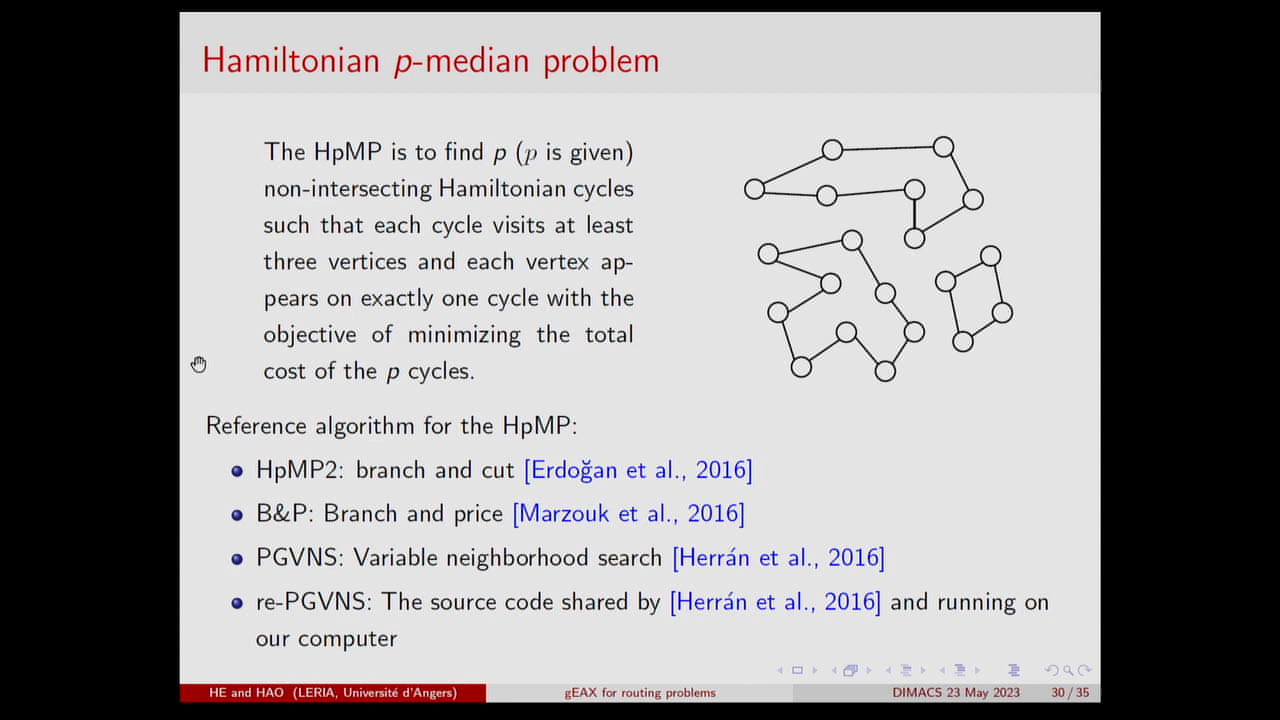 Hamiltonian p-median problem
The HpMP is to find p (p is given)
non-intersecting Hamiltonian cycles
such that each cycle visits at least
three vertices and each vertex ap-
pears on exactly one cycle with the
objective of minimizing the total
cost of the p cycles.
Reference algorithm for the HpMP:
HpMP2: branch and cut [Erdoğan et al., 2016]
B&P: Branch and price [Marzouk et al., 2016]
PGVNS: Variable neighborhood search [Herrán et al., 2016]
re-PGVNS: The source code shared by [Herrán et al., 2016] and running on
our computer
HE and HAO (LERIA, Université d'Angers)
gEAX for routing problems
DIMACS 23 May 2023
30 / 35